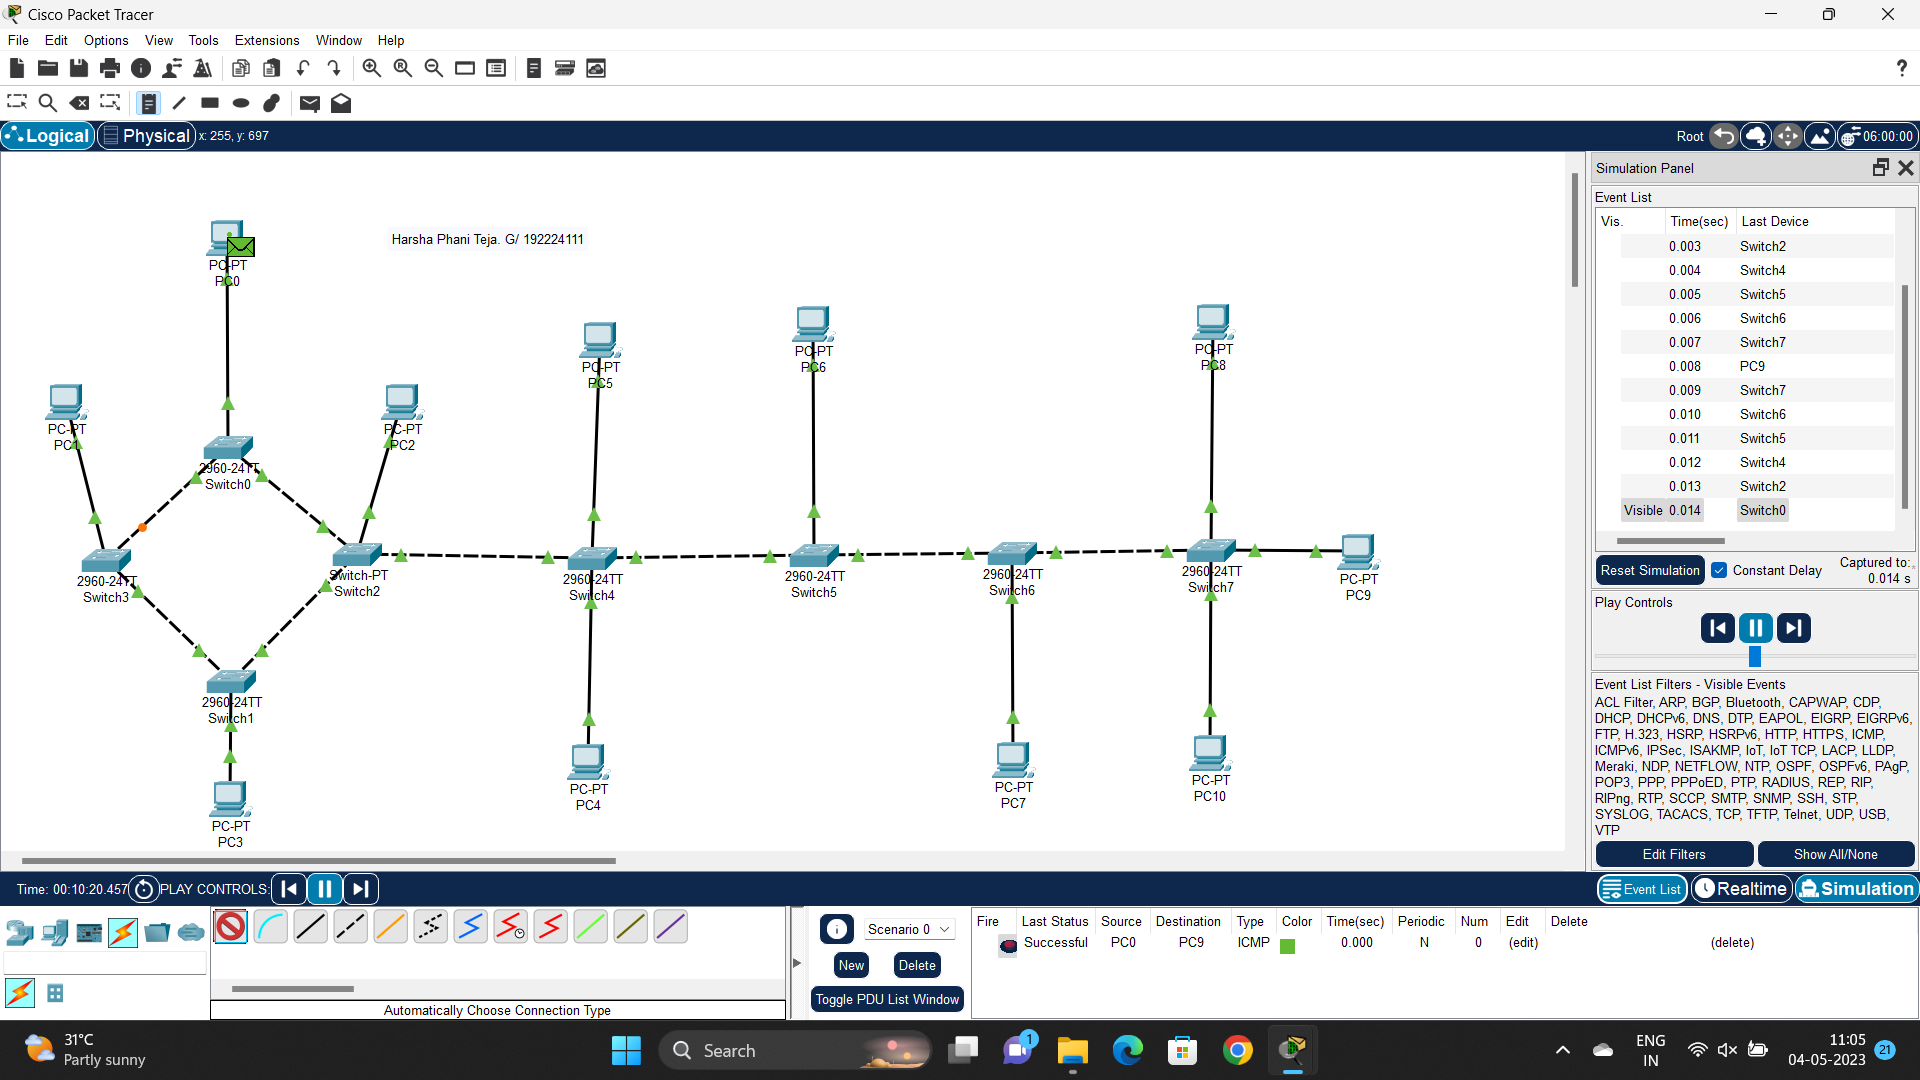 Cisco Packet Tracer
File Edit Options View Tools Extensions Window Help
Logical Physical x: 255, y: 697 Root 06:00:00
Harsha Phani Teja. G/ 192224111
PC-PT
PC0
PC-PT
PC1
PC-PT
PC2
PC-PT
PC5
PC-PT
PC6
PC-PT
PC8
2960-24TT
Switch0
2960-24TT
Switch3
Switch-PT
Switch2
2960-24TT
Switch4
2960-24TT
Switch5
2960-24TT
Switch6
2960-24TT
Switch7
PC-PT
PC9
2960-24TT
Switch1
PC-PT
PC3
PC-PT
PC4
PC-PT
PC7
PC-PT
PC10
Simulation Panel
Event List
Vis. Time(sec) Last Device
0.003 Switch2
0.004 Switch4
0.005 Switch5
0.006 Switch6
0.007 Switch7
0.008 PC9
0.009 Switch7
0.010 Switch6
0.011 Switch5
0.012 Switch4
0.013 Switch2
Visible 0.014 Switch0
Reset Simulation Constant Delay Captured to:
0.014 s
Play Controls
Event List Filters - Visible Events
ACL Filter, ARP, BGP, Bluetooth, CAPWAP, CDP,
DHCP, DHCPv6, DNS, DTP, EAPOL, EIGRP, EIGRPv6,
FTP, H.323, HSRP, HSRPv6, HTTP, HTTPS, ICMP,
ICMPv6, IPSec, ISAKMP, IoT, IoT TCP, LACP, LLDP,
Meraki, NDP, NETFLOW, NTP, OSPF, OSPFv6, PAgP,
POP3, PPP, PPPoED, PTP, RADIUS, REP, RIP,
RIPng, RTP, SCCP, SMTP, SNMP, SSH, STP,
SYSLOG, TACACS, TCP, TFTP, Telnet, UDP, USB,
VTP
Edit Filters Show All/None
Time: 00:10:20.457 PLAY CONTROLS: Event List Realtime Simulation
Automatically Choose Connection Type
Scenario 0
New Delete
Toggle PDU List Window
Fire Last Status Source Destination Type Color Time(sec) Periodic Num Edit Delete
Successful PC0 PC9 ICMP 0.000 N 0 (edit) (delete)
31°C
Partly sunny
Search
1
ENG
IN
11:05
04-05-2023
21